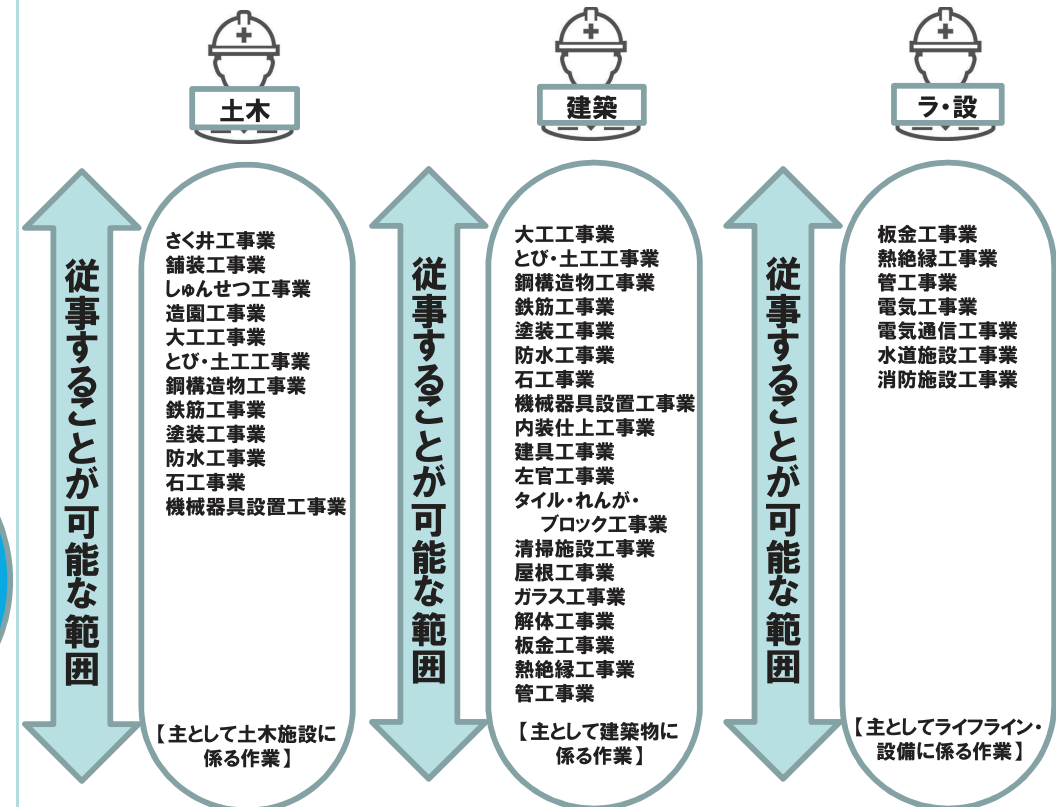 土木
従事することが可能な範囲
さく井工事業
舗装工事業
しゅんせつ工事業
造園工事業
大工工事業
とび・土工工事業
鋼構造物工事業
鉄筋工事業
塗装工事業
防水工事業
石工事業
機械器具設置工事業
【主として土木施設に
係る作業】
建築
従事することが可能な範囲
大工工事業
とび・土工工事業
鋼構造物工事業
鉄筋工事業
塗装工事業
防水工事業
石工事業
機械器具設置工事業
内装仕上工事業
建具工事業
左官工事業
タイル・れんが・
ブロック工事業
清掃施設工事業
屋根工事業
ガラス工事業
解体工事業
板金工事業
熱絶縁工事業
管工事業
【主として建築物に
係る作業】
ラ・設
従事することが可能な範囲
板金工事業
熱絶縁工事業
管工事業
電気工事業
電気通信工事業
水道施設工事業
消防施設工事業
【主としてライフライン・
設備に係る作業】